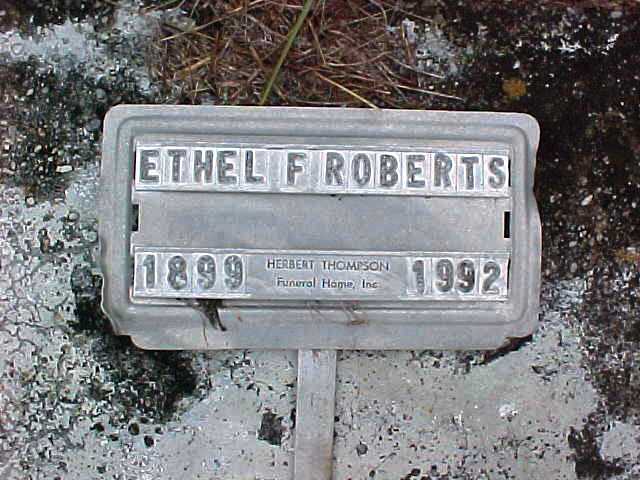 ETHEL F ROBERTS
1899 HERBERT THOMPSON 1992
Funeral Home, Inc